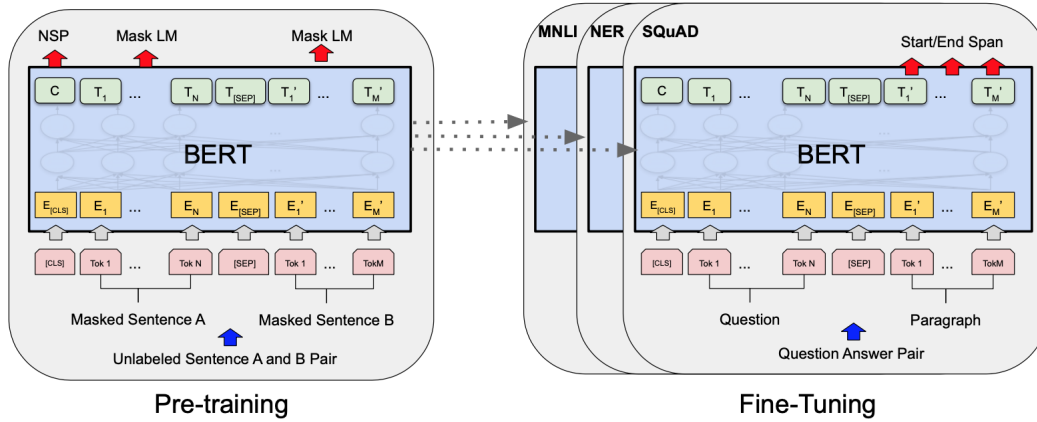 NSP Mask LM Mask LM
C T1 ... TN T[SEP] T1' ... TM'
BERT
E[CLS] E1 ... EN E[SEP] E1' ... EM'
[CLS] Tok 1 ... Tok N [SEP] Tok 1 ... TokM
Masked Sentence A Masked Sentence B
Unlabeled Sentence A and B Pair
Pre-training
MNLI NER SQuAD
Start/End Span
C T1 ... TN T[SEP] T1' ... TM'
BERT
E[CLS] E1 ... EN E[SEP] E1' ... EM'
[CLS] Tok 1 ... Tok N [SEP] Tok 1 ... TokM
Question Paragraph
Question Answer Pair
Fine-Tuning